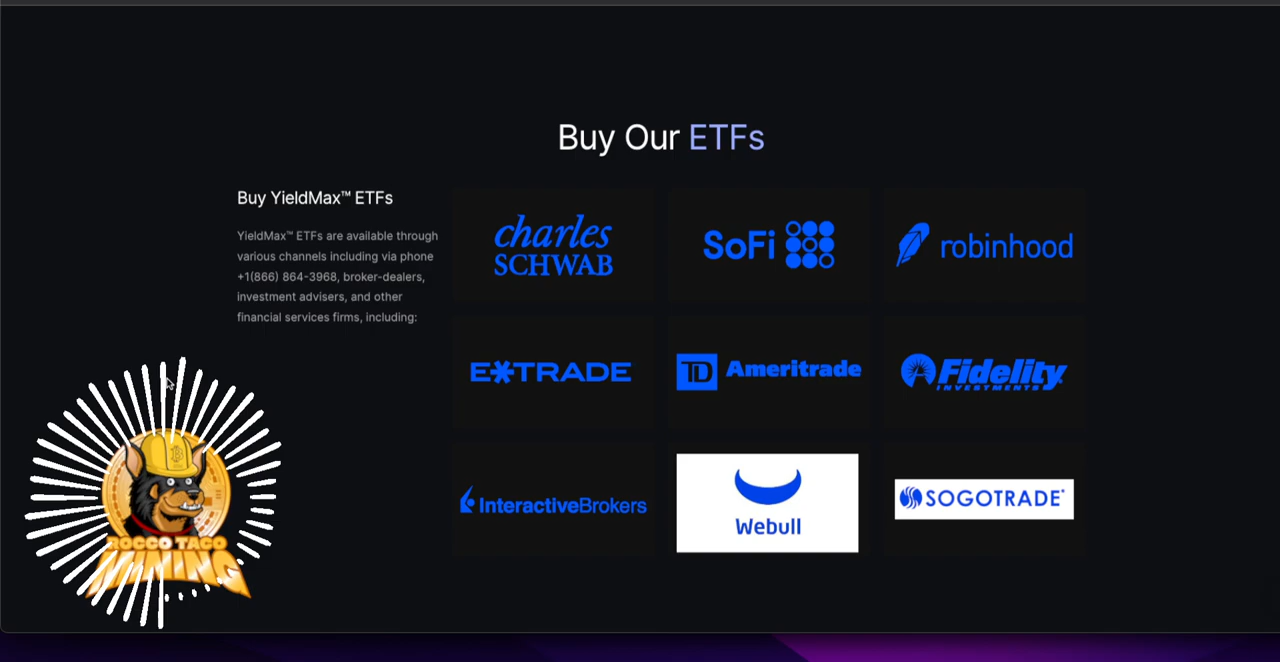 Buy Our ETFs
Buy YieldMax™ ETFs
YieldMax™ ETFs are available through
various channels including via phone
+1(866) 864-3968, broker-dealers,
investment advisers, and other
financial services firms, including:
charles
SCHWAB
SoFi
robinhood
E*TRADE
TD Ameritrade
Fidelity
INVESTMENTS
InteractiveBrokers
Webull
SOGOTRADE
ROCCO TACO
MINING